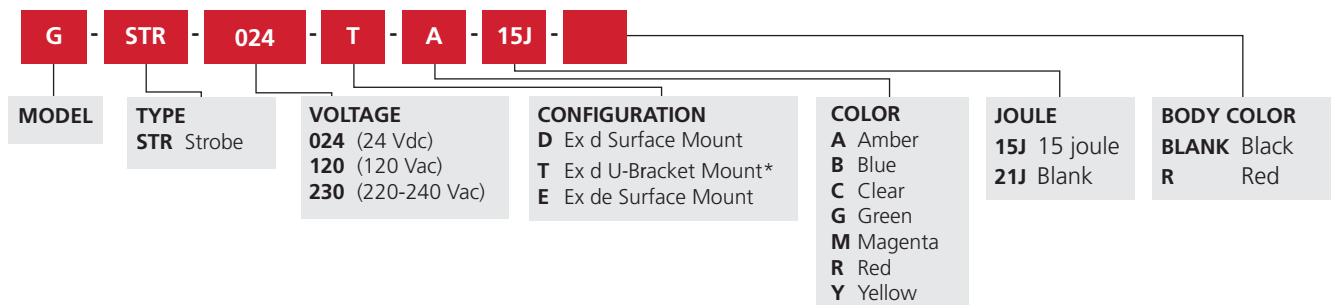 G - STR - 024 - T - A - 15J -
MODEL
TYPE
STR Strobe
VOLTAGE
024 (24 Vdc)
120 (120 Vac)
230 (220-240 Vac)
CONFIGURATION
D Ex d Surface Mount
T Ex d U-Bracket Mount*
E Ex de Surface Mount
COLOR
A Amber
B Blue
C Clear
G Green
M Magenta
R Red
Y Yellow
JOULE
15J 15 joule
21J Blank
BODY COLOR
BLANK Black
R Red